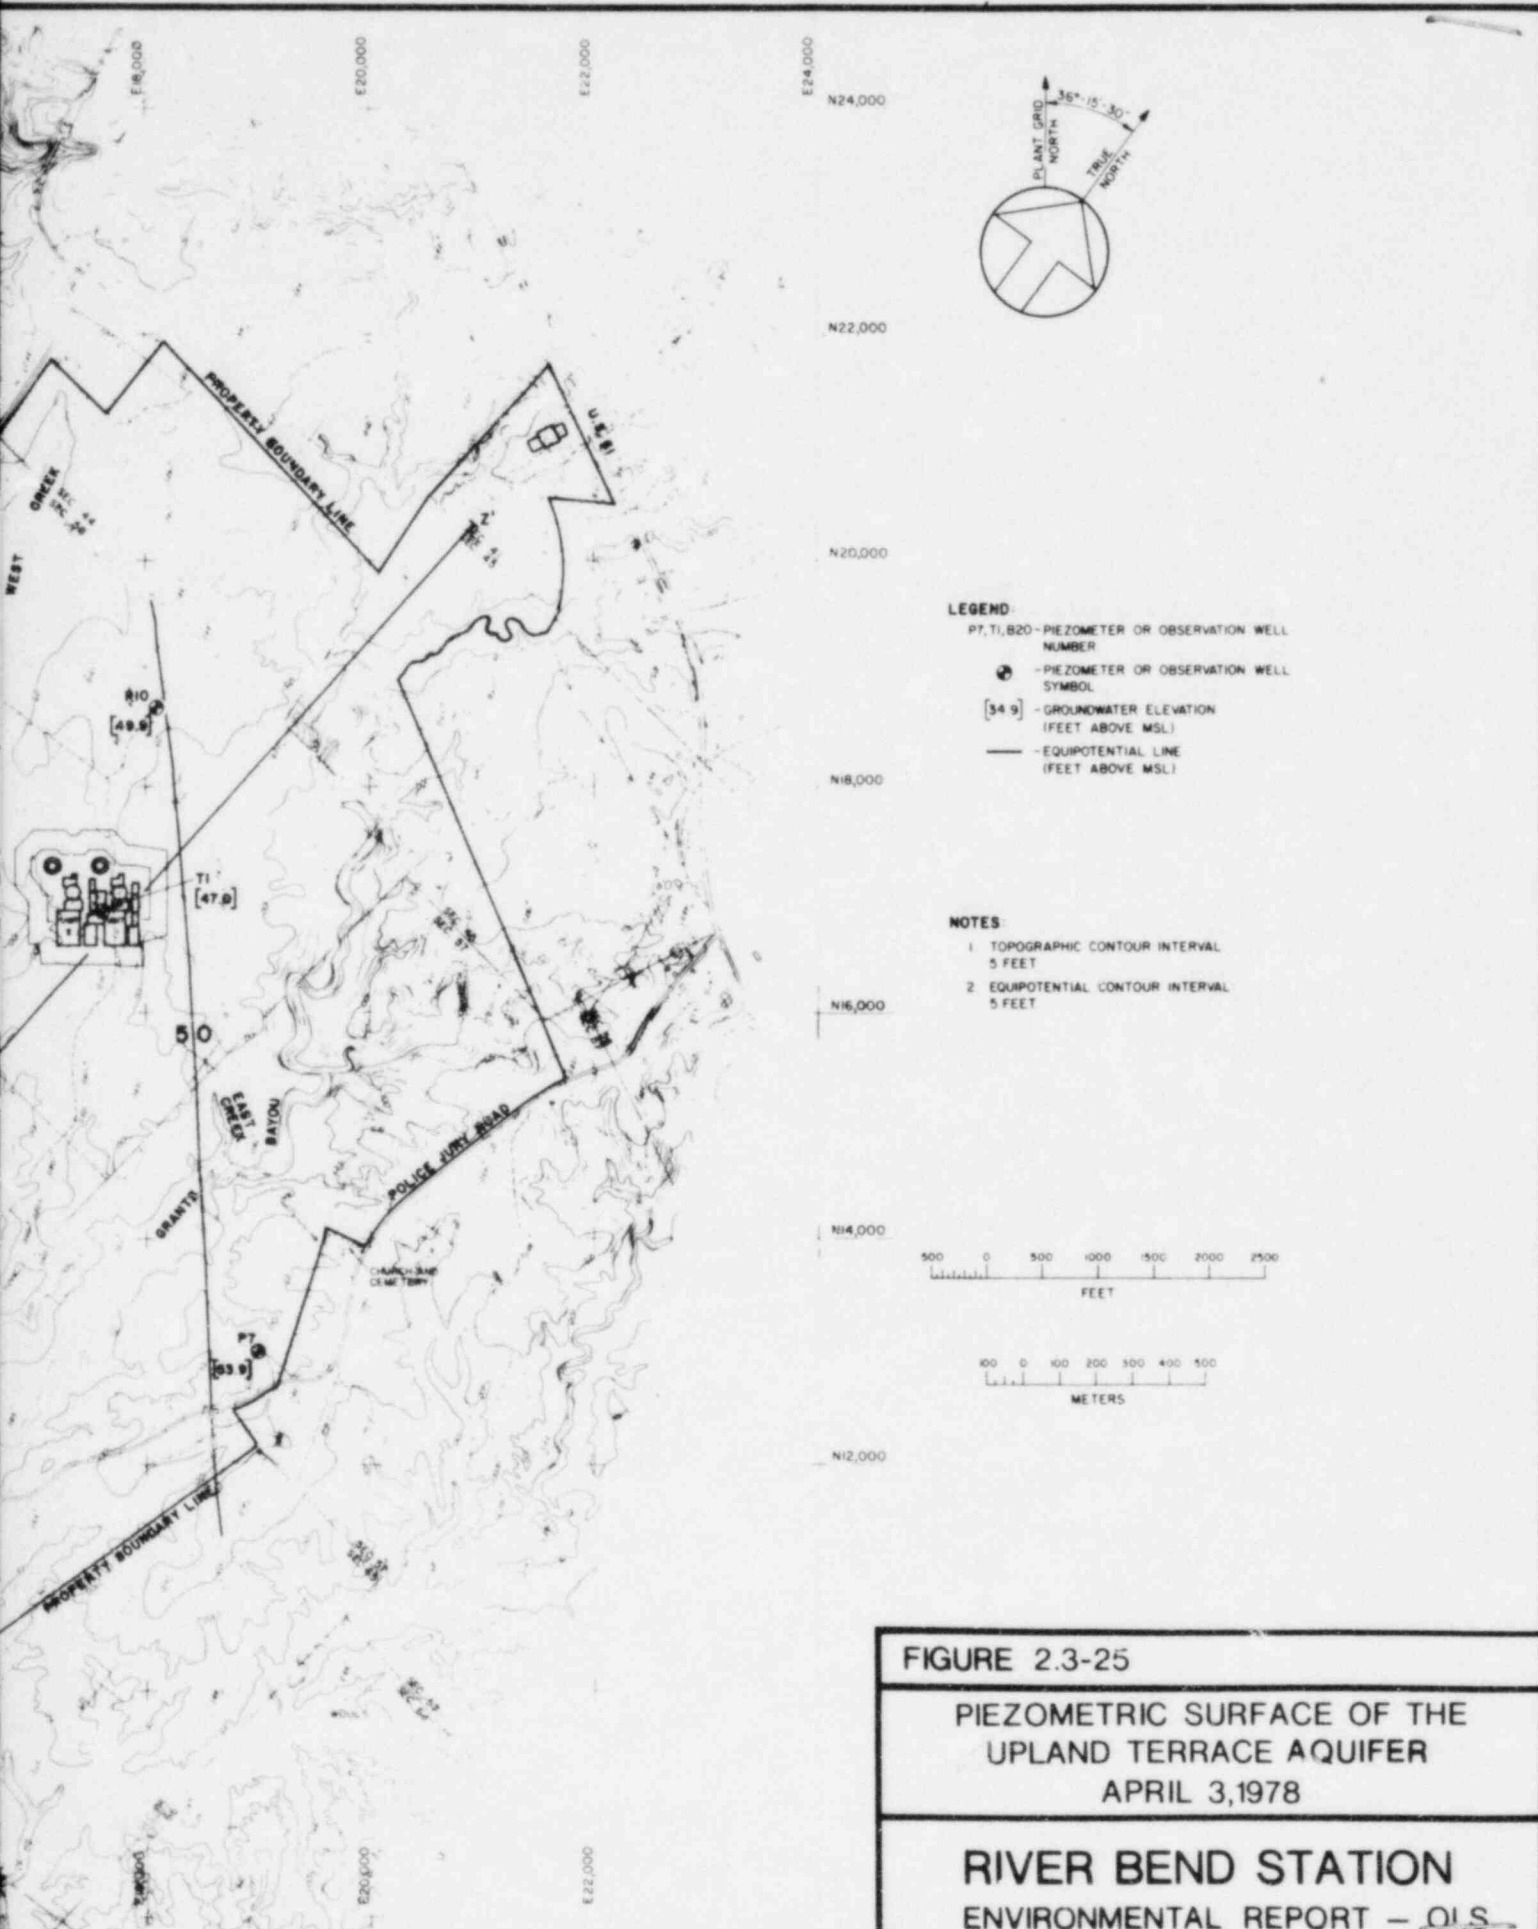 E18,000
E20,000
E22,000
E24,000
N24,000
PLANT GRID
NORTH
36°-15'-30"
TRUE
NORTH
N22,000
PROPERTY BOUNDARY LINE
U.S. 61
CREEK
WEST
Z'
N20,000
LEGEND:
P7, T1, B20 - PIEZOMETER OR OBSERVATION WELL
NUMBER
- PIEZOMETER OR OBSERVATION WELL
SYMBOL
[34.9] - GROUNDWATER ELEVATION
(FEET ABOVE MSL)
- EQUIPOTENTIAL LINE
(FEET ABOVE MSL)
[49.9]
N18,000
T1
[47.0]
NOTES:
1 TOPOGRAPHIC CONTOUR INTERVAL
5 FEET
2 EQUIPOTENTIAL CONTOUR INTERVAL
5 FEET
N16,000
50
EAST
CREEK
BAYOU
GRANTS
POLICE JURY ROAD
N14,000
CHURCH AND
CEMETERY
500 0 500 1000 1500 2000 2500
FEET
P7
[53.9]
100 0 100 200 300 400 500
METERS
N12,000
PROPERTY BOUNDARY LINE
E20,000
E22,000
FIGURE 2.3-25
PIEZOMETRIC SURFACE OF THE
UPLAND TERRACE AQUIFER
APRIL 3,1978
RIVER BEND STATION
ENVIRONMENTAL REPORT - OLS